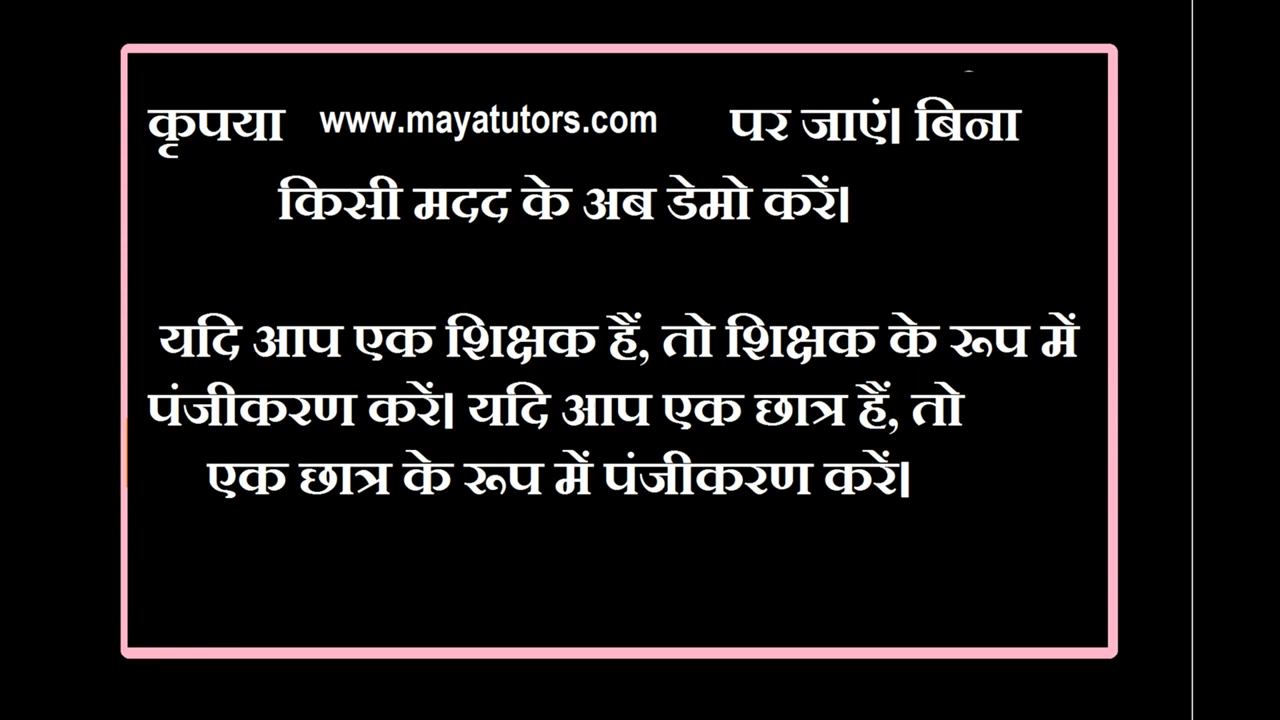 कृपया www.mayatutors.com पर जाएं। बिना
किसी मदद के अब डेमो करें।
यदि आप एक शिक्षक हैं, तो शिक्षक के रूप में
पंजीकरण करें। यदि आप एक छात्र हैं, तो
एक छात्र के रूप में पंजीकरण करें।